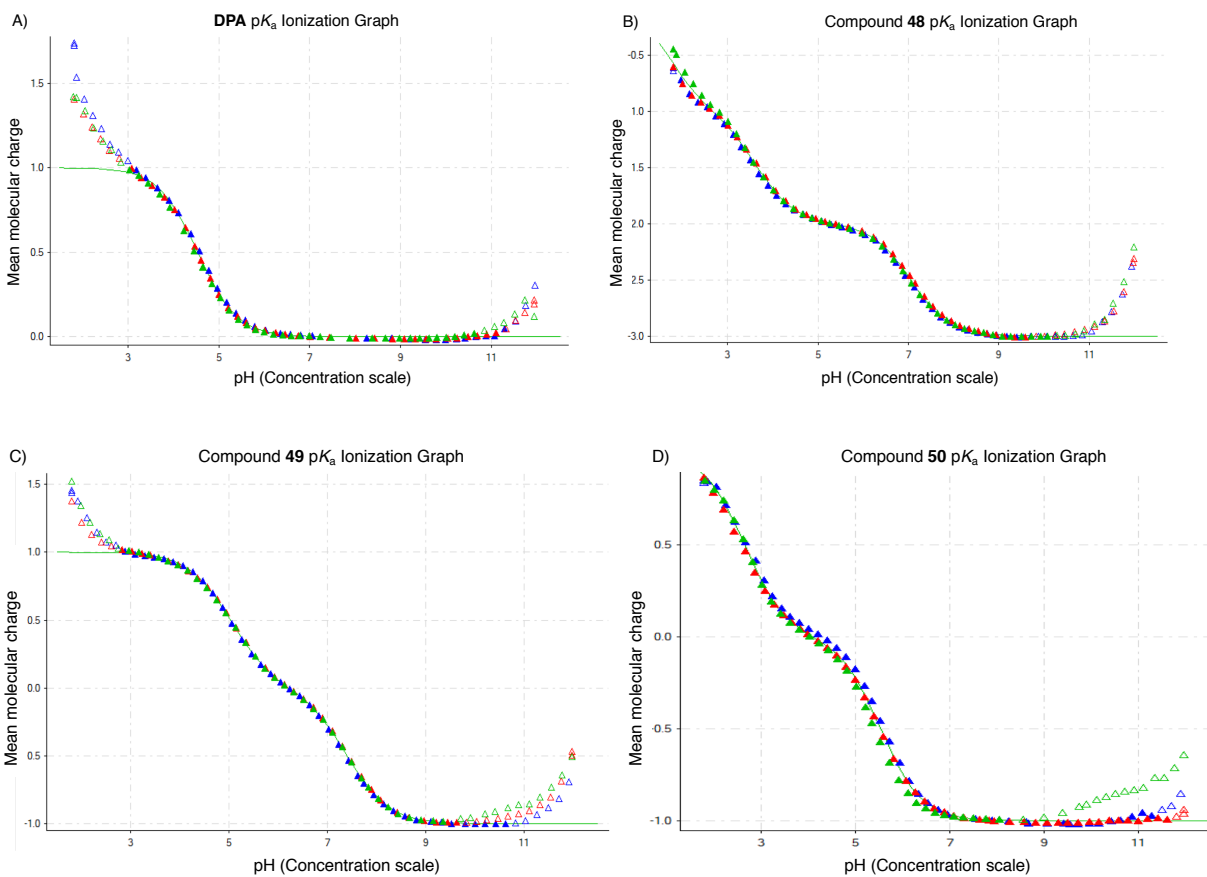 A)
DPA pKa Ionization Graph
Mean molecular charge
1.5
1.0
0.5
0.0
3
5
7
9
11
pH (Concentration scale)
B)
Compound 48 pKa Ionization Graph
Mean molecular charge
-0.5
1.0
1.5
2.0
2.5
-3.0
3
5
7
9
11
pH (Concentration scale)
C)
Compound 49 pKa Ionization Graph
Mean molecular charge
1.5
1.0
0.5
0.0
0.5
-1.0
3
5
7
9
11
pH (Concentration scale)
D)
Compound 50 pKa Ionization Graph
Mean molecular charge
0.5
0.0
-0.5
-1.0
3
5
7
9
11
pH (Concentration scale)